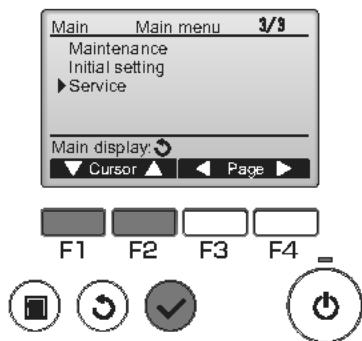 Main Main menu 3/3
Maintenance
Initial setting
Service
Main display:
Cursor Page
F1 F2 F3 F4